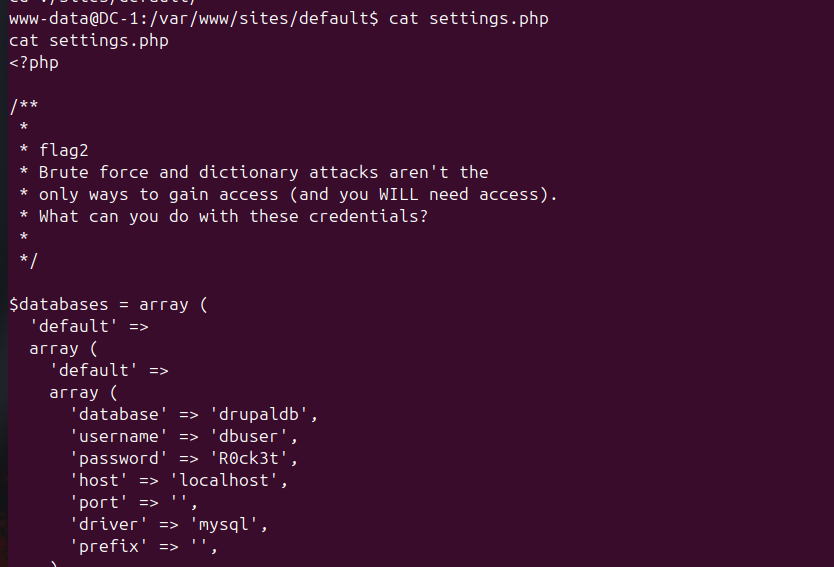 cd ./sites/default/
www-data@DC-1:/var/www/sites/default$ cat settings.php
cat settings.php
<?php
/**
 *
 * flag2
 * Brute force and dictionary attacks aren't the
 * only ways to gain access (and you WILL need access).
 * What can you do with these credentials?
 *
 */
$databases = array (
  'default' =>
  array (
    'default' =>
    array (
      'database' => 'drupaldb',
      'username' => 'dbuser',
      'password' => 'R0ck3t',
      'host' => 'localhost',
      'port' => '',
      'driver' => 'mysql',
      'prefix' => '',
    )